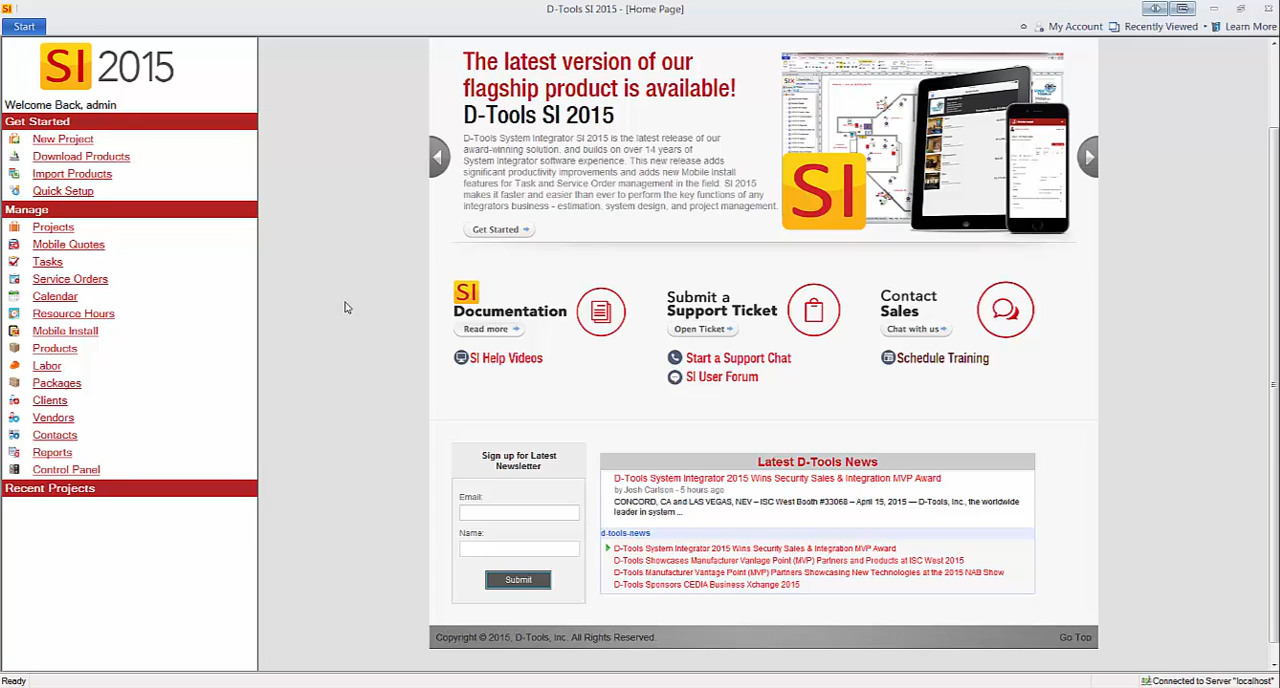 SI
D-Tools SI 2015 - [Home Page]
Start
My Account
Recently Viewed
Learn More
SI 2015
Welcome Back, admin
Get Started
New Project
Download Products
Import Products
Quick Setup
Manage
Projects
Mobile Quotes
Tasks
Service Orders
Calendar
Resource Hours
Mobile Install
Products
Labor
Packages
Clients
Vendors
Contacts
Reports
Control Panel
Recent Projects
The latest version of our
flagship product is available!
D-Tools SI 2015
D-Tools System Integrator SI 2015 is the latest release of our
award-winning solution, and builds on over 14 years of
System Integrator software experience. This new release adds
significant productivity improvements and adds new Mobile Install
features for Task and Service Order management in the field. SI 2015
makes it faster and easier than ever to perform the key functions of any
integrators business - estimation, system design, and project management.
Get Started
SI
SI
Documentation
Read more
SI Help Videos
Submit a
Support Ticket
Open Ticket
Start a Support Chat
SI User Forum
Contact
Sales
Chat with us
Schedule Training
Sign up for Latest
Newsletter
Email:
Name:
Submit
Latest D-Tools News
D-Tools System Integrator 2015 Wins Security Sales & Integration MVP Award
by Josh Carlson - 5 hours ago
CONCORD, CA and LAS VEGAS, NEV – ISC West Booth #33068 – April 15, 2015 — D-Tools, Inc., the worldwide
leader in system ...
d-tools-news
D-Tools System Integrator 2015 Wins Security Sales & Integration MVP Award
D-Tools Showcases Manufacturer Vantage Point (MVP) Partners and Products at ISC West 2015
D-Tools Manufacturer Vantage Point (MVP) Partners Showcasing New Technologies at the 2015 NAB Show
D-Tools Sponsors CEDIA Business Xchange 2015
Copyright © 2015, D-Tools, Inc. All Rights Reserved.
Go Top
Ready
Connected to Server "localhost"